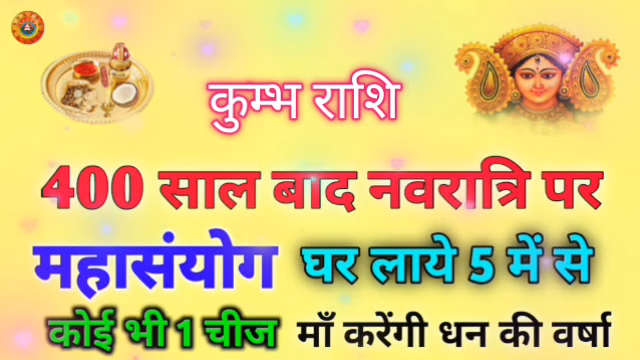 कुम्भ राशि
400 साल बाद नवरात्रि पर
महासंयोग घर लाये 5 में से
कोई भी 1 चीज माँ करेंगी धन की वर्षा